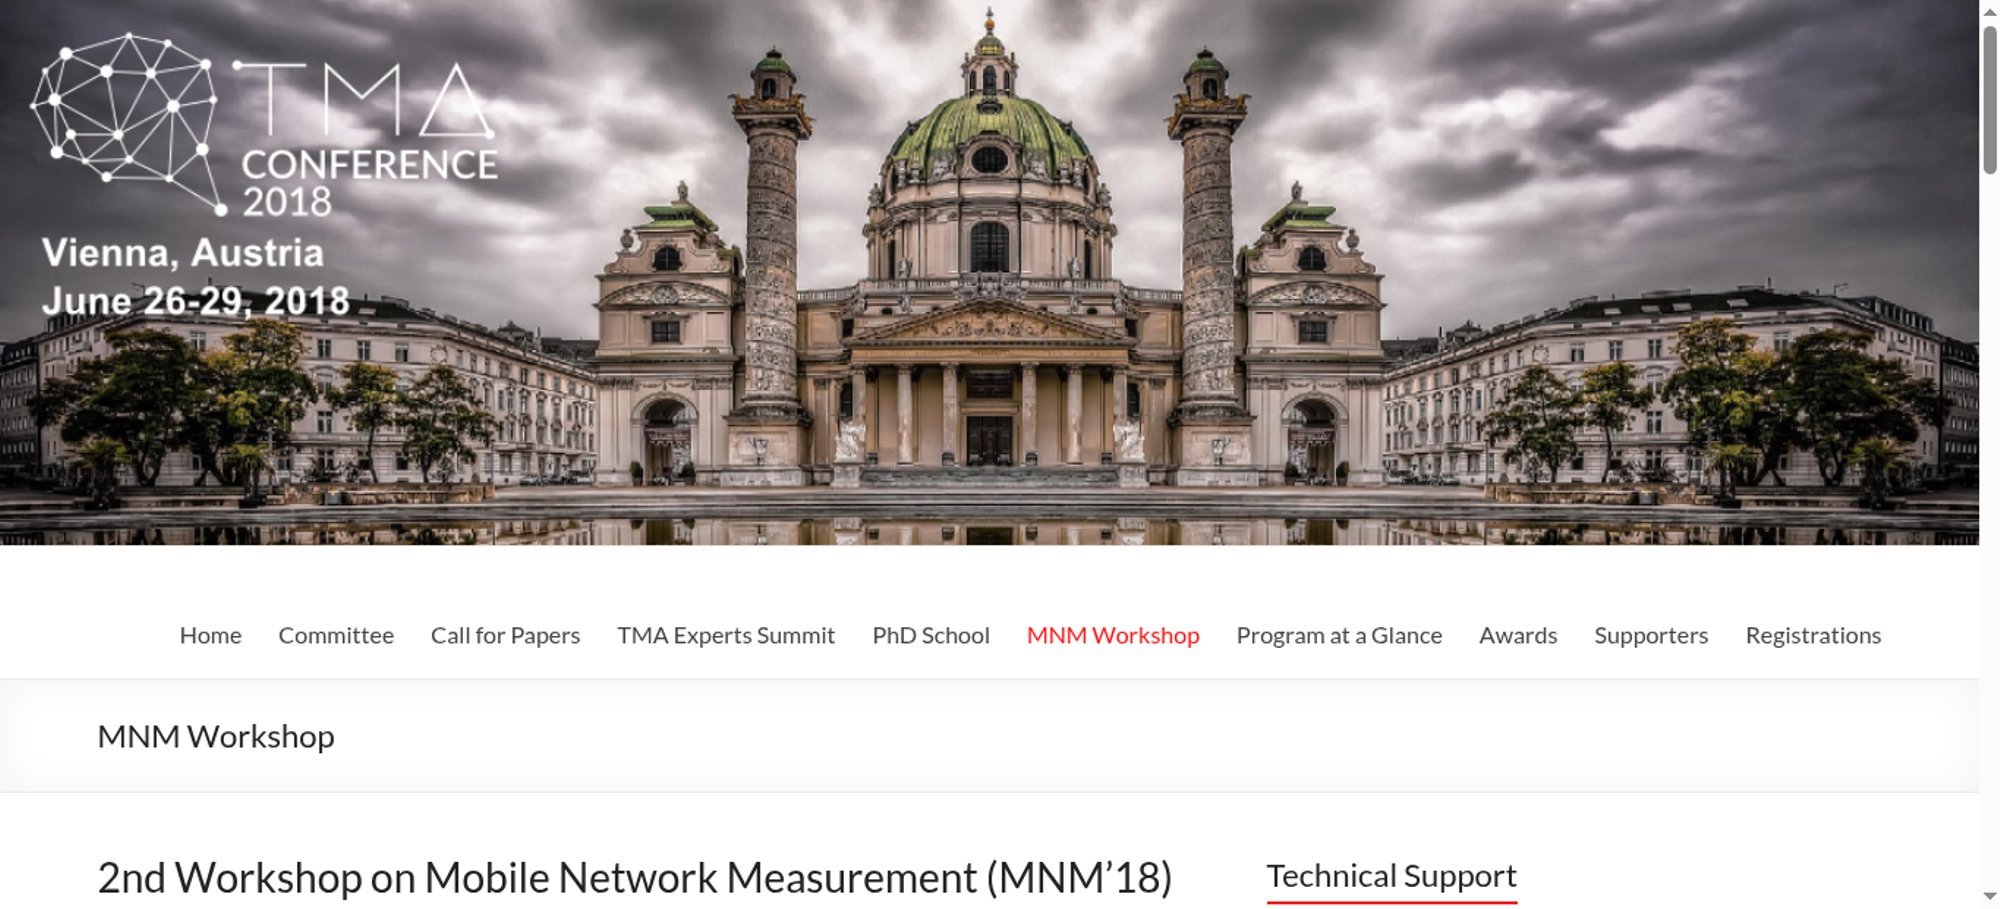 TMA
CONFERENCE
2018
Vienna, Austria
June 26-29, 2018
Home Committee Call for Papers TMA Experts Summit PhD School MNM Workshop Program at a Glance Awards Supporters Registrations
MNM Workshop
2nd Workshop on Mobile Network Measurement (MNM’18)
Technical Support